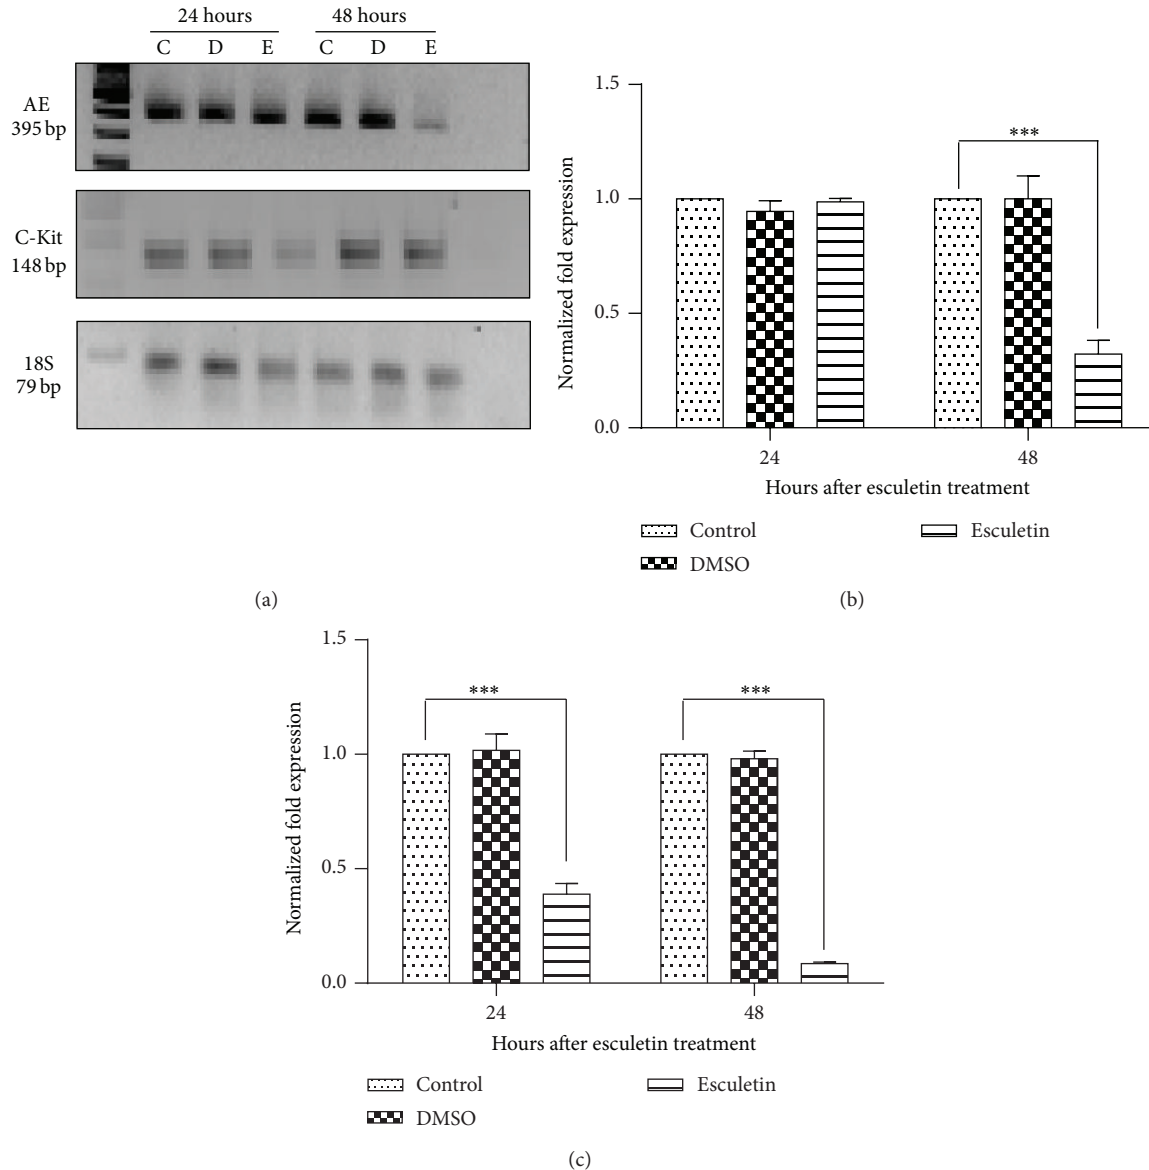 24 hours 48 hours
C D E C D E
AE
395 bp
C-Kit
148 bp
18S
79 bp
(a)
1.5
1.0
0.5
0.0
Normalized fold expression
***
24 48
Hours after esculetin treatment
Control Esculetin
DMSO
(b)
1.5
1.0
0.5
0.0
Normalized fold expression
*** ***
24 48
Hours after esculetin treatment
Control Esculetin
DMSO
(c)